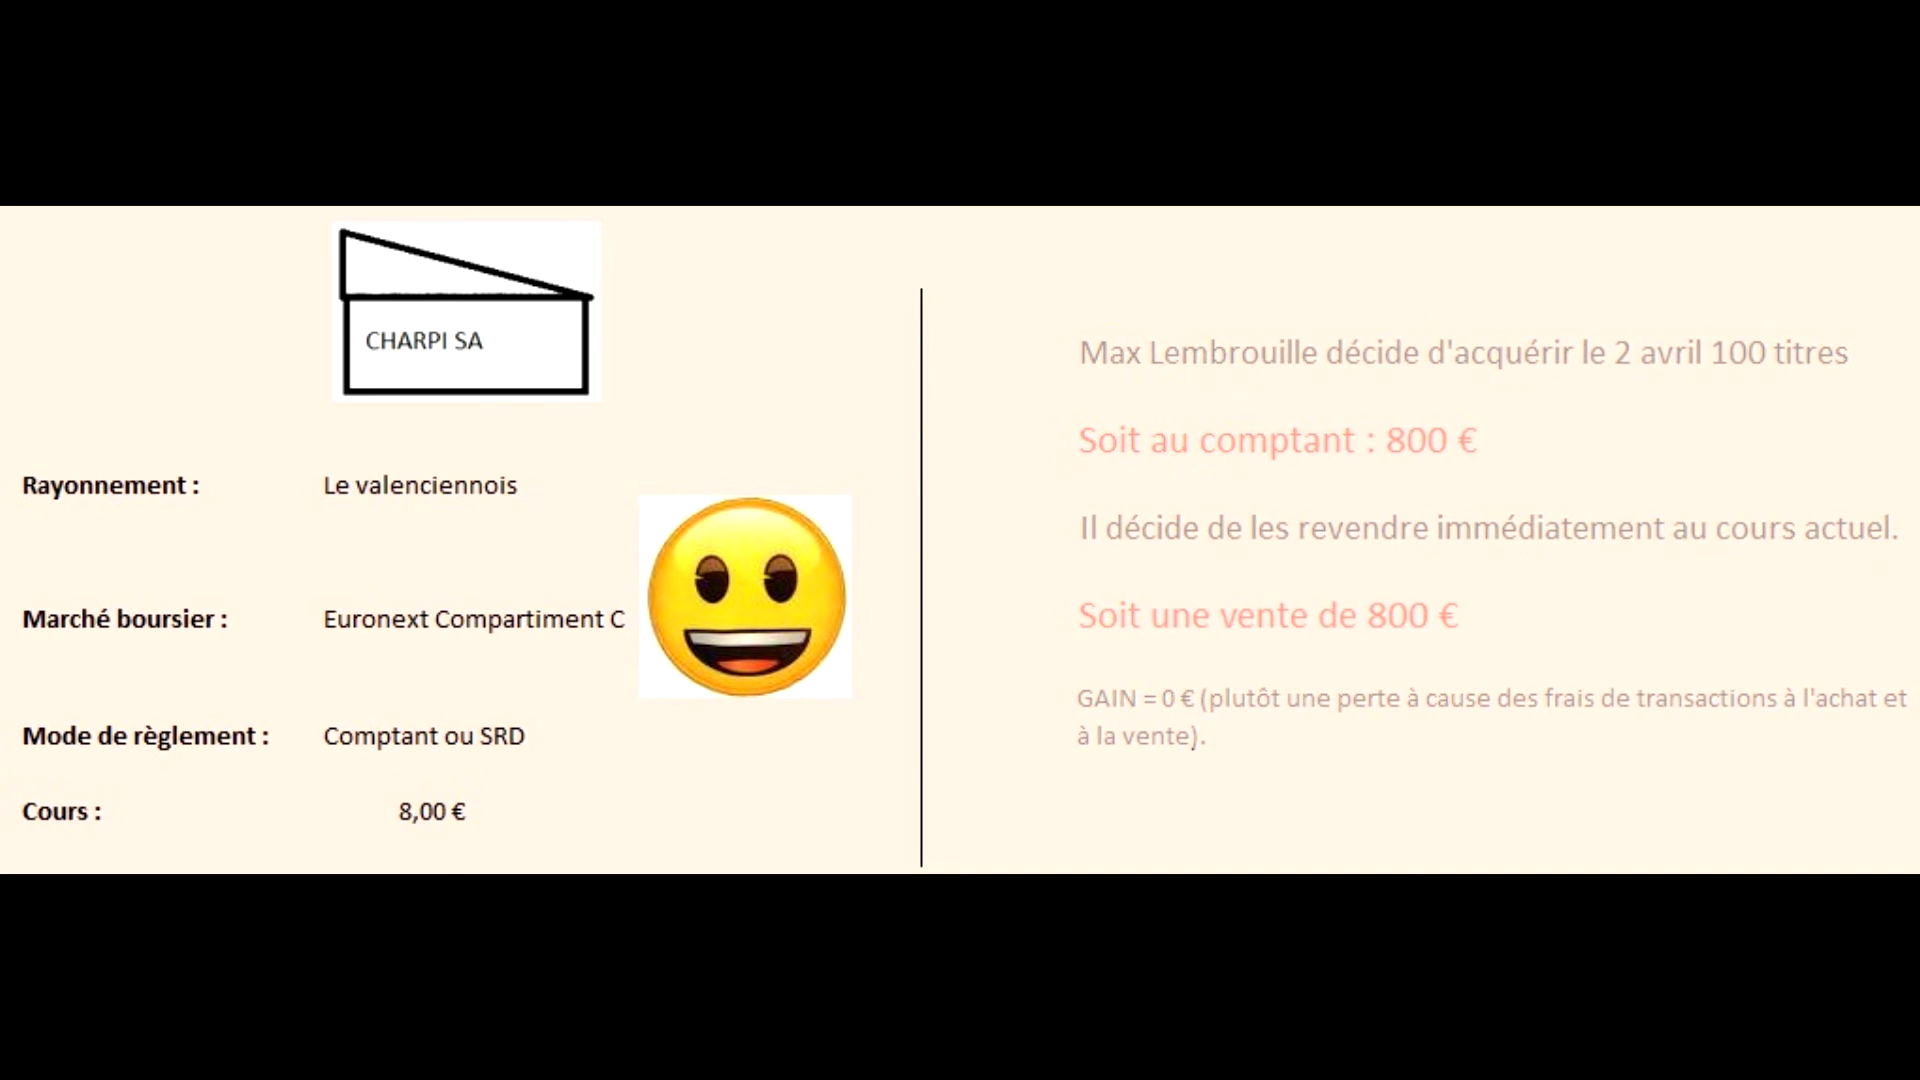 CHARPI SA
Rayonnement : Le valenciennois
Marché boursier : Euronext Compartiment C
Mode de règlement : Comptant ou SRD
Cours : 8,00 €
Max Lembrouille décide d'acquérir le 2 avril 100 titres
Soit au comptant : 800 €
Il décide de les revendre immédiatement au cours actuel.
Soit une vente de 800 €
GAIN = 0 € (plutôt une perte à cause des frais de transactions à l'achat et
à la vente).